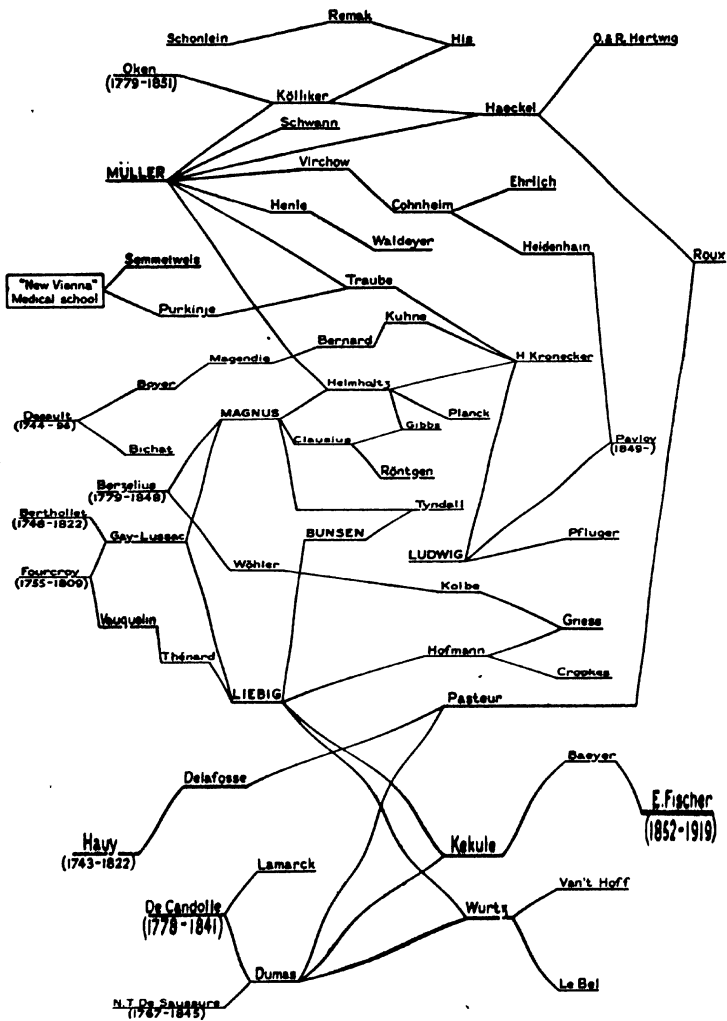 Remak
Schonlein
His
O.& R. Hertwig
Oken
(1779-1851)
Kölliker
Haeckel
Schwann
MÜLLER
Virchow
Ehrlich
Henle
Cohnheim
Waldeyer
Heidenhain
Roux
Semmelweis
"New Vienna"
Medical school
Traube
Purkinje
Kuhne
Bernard
Magendie
H Kronecker
Boyer
Helmholtz
Desault
(1744-96)
MAGNUS
Planck
Gibbs
Clausius
Bichat
Pavlov
(1849-)
Röntgen
Berzelius
(1779-1848)
Tyndall
Berthollet
(1748-1822)
Gay-Lussac
BUNSEN
Pfluger
LUDWIG
Fourcroy
(1755-1809)
Wöhler
Kolbe
Vauquelin
Griess
Thénard
Hofmann
Crookes
LIEBIG
Pasteur
Delafosse
Baeyer
E. Fischer
(1852-1919)
Hauy
(1743-1822)
Kekule
Lamarck
Van't Hoff
De Candolle
(1778-1841)
Wurtz
Dumas
Le Bel
N.T. De Saussure
(1767-1845)